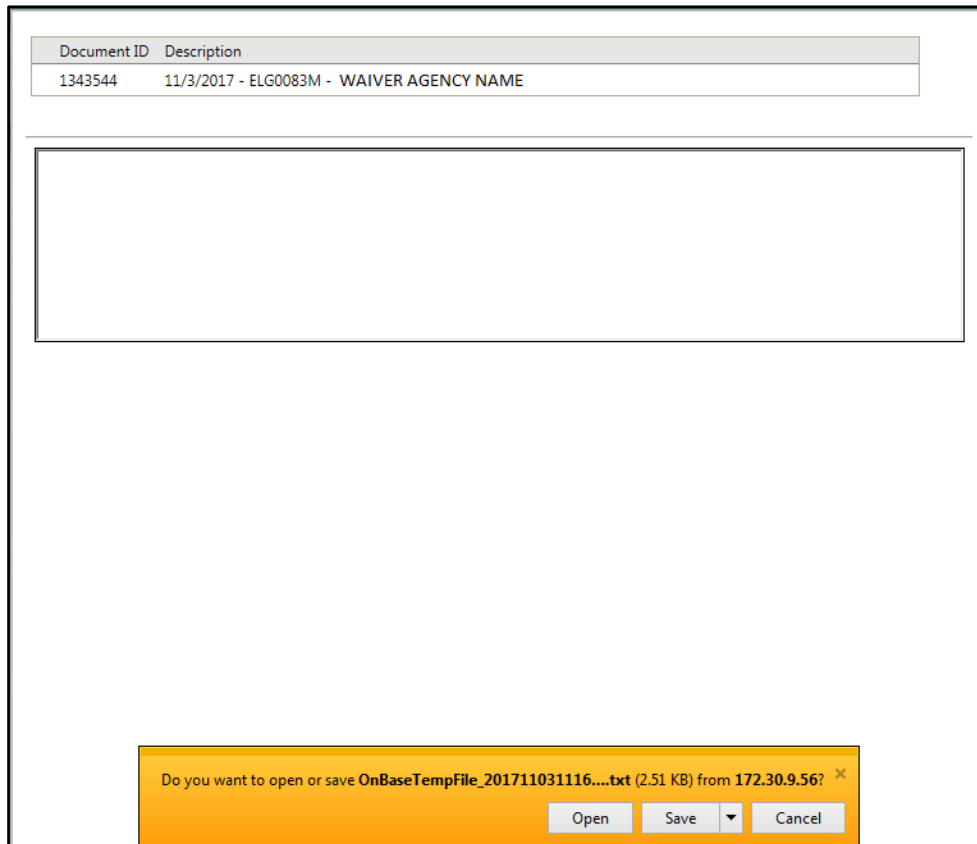 Document ID Description
1343544 11/3/2017 - ELG0083M - WAIVER AGENCY NAME
Do you want to open or save OnBaseTempFile_201711031116....txt (2.51 KB) from 172.30.9.56? ×
Open Save ▼ Cancel